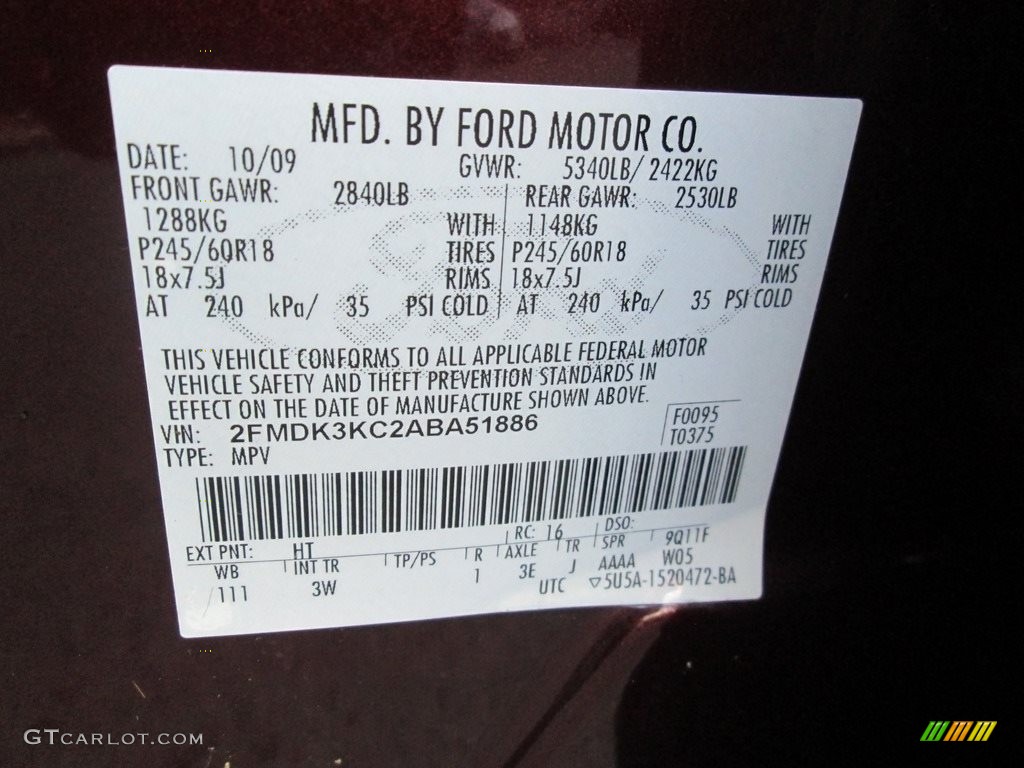 MFD. BY FORD MOTOR CO.
DATE: 10/09 GVWR: 5340LB/ 2422KG
FRONT GAWR: 2840LB REAR GAWR: 2530LB
1288KG WITH 1148KG WITH
P245/60R18 TIRES P245/60R18 TIRES
18x7.5J RIMS 18x7.5J RIMS
AT 240 kPa/ 35 PSI COLD AT 240 kPa/ 35 PSI COLD
THIS VEHICLE CONFORMS TO ALL APPLICABLE FEDERAL MOTOR
VEHICLE SAFETY AND THEFT PREVENTION STANDARDS IN
EFFECT ON THE DATE OF MANUFACTURE SHOWN ABOVE.
VIN: 2FMDK3KC2ABA51886 F0095
TYPE: MPV T0375
EXT PNT: HT RC: 16 DSO:
WB INT TR TP/PS R AXLE TR SPR 9Q11F
111 3W 1 3E J AAAA W05
UTC ▽5U5A-1520472-BA
GTCARLOT.COM